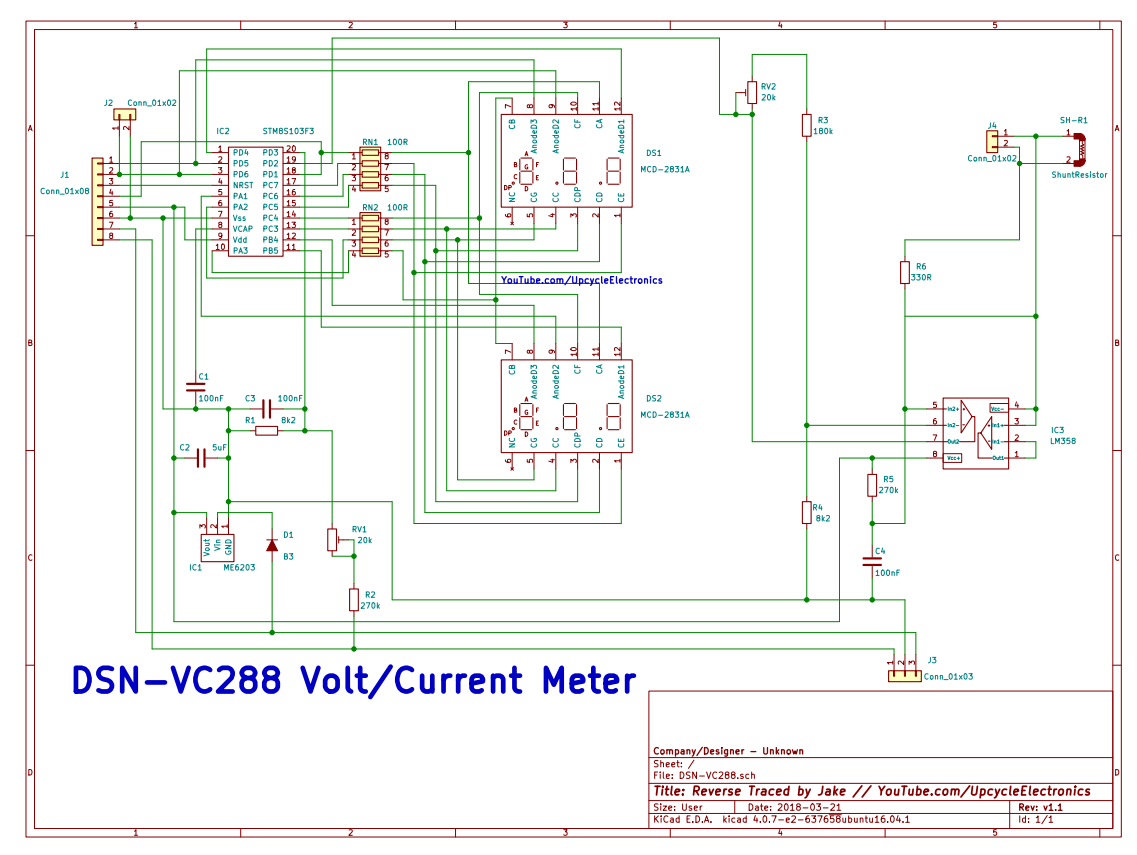 1 2 3 4 5
A
B
C
D
J2 Conn_01x02
1 2
J1
Conn_01x08
1
2
3
4
5
6
7
8
IC2 STM8S103F3
1 PD4 PD3 20
2 PD5 PD2 19
3 PD6 PD1 18
4 NRST PC7 17
5 PA1 PC6 16
6 PA2 PC5 15
7 Vss PC4 14
8 VCAP PC3 13
9 Vdd PB4 12
10 PA3 PB5 11
RN1 100R
1 8
2 7
3 6
4 5
RN2 100R
1 8
2 7
3 6
4 5
7 8 9 10 11 12
CB AnodeD3 AnodeD2 CF CA AnodeD1
A
B F
G
C E
D
DP
NC CG CC CDP CD CE
6 5 4 3 2 1
DS1
MCD-2831A
YouTube.com/UpcycleElectronics
7 8 9 10 11 12
CB AnodeD3 AnodeD2 CF CA AnodeD1
A
B F
G
C E
D
DP
NC CG CC CDP CD CE
6 5 4 3 2 1
DS2
MCD-2831A
RV2
20k
R3
180k
J4
1
2
Conn_01x02
SH-R1
1
2
ShuntResistor
R6
330R
5 In2+ Vcc- 4
6 In2- In1+ 3
7 Out2 In1- 2
8 Vcc+ Out1 1
IC3
LM358
R5
270k
R4
8k2
C4
100nF
C1
100nF
C3 100nF
R1 8k2
C2 5uF
3 2 1
Vout Vin GND
IC1 ME6203
D1
B3
RV1
20k
R2
270k
1 2 3
J3
Conn_01x03
DSN-VC288 Volt/Current Meter
Company/Designer - Unknown
Sheet: /
File: DSN-VC288.sch
Title: Reverse Traced by Jake // YouTube.com/UpcycleElectronics
Size: User Date: 2018-03-21 Rev: v1.1
KiCad E.D.A. kicad 4.0.7-e2-637658ubuntu16.04.1 Id: 1/1
A
B
C
D
1 2 3 4 5